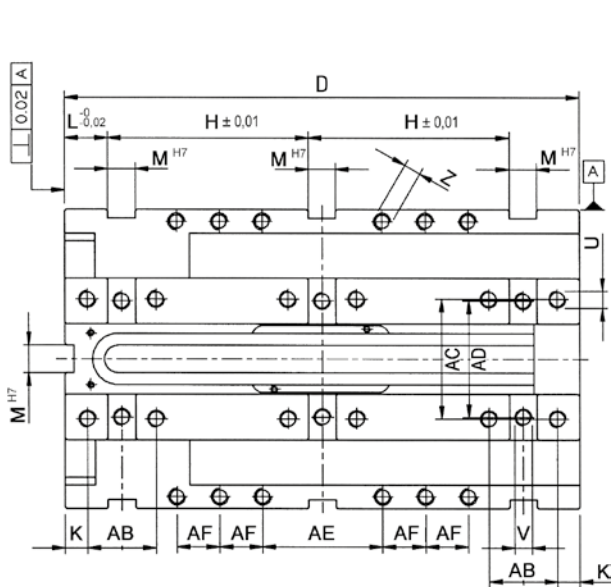 D
⊥ 0.02 A
L -0 -0,02
H ± 0,01
H ± 0,01
M H7
M H7
M H7
Z
A
U
AC
AD
M H7
K
AB
AF
AF
AE
AF
AF
V
AB
K